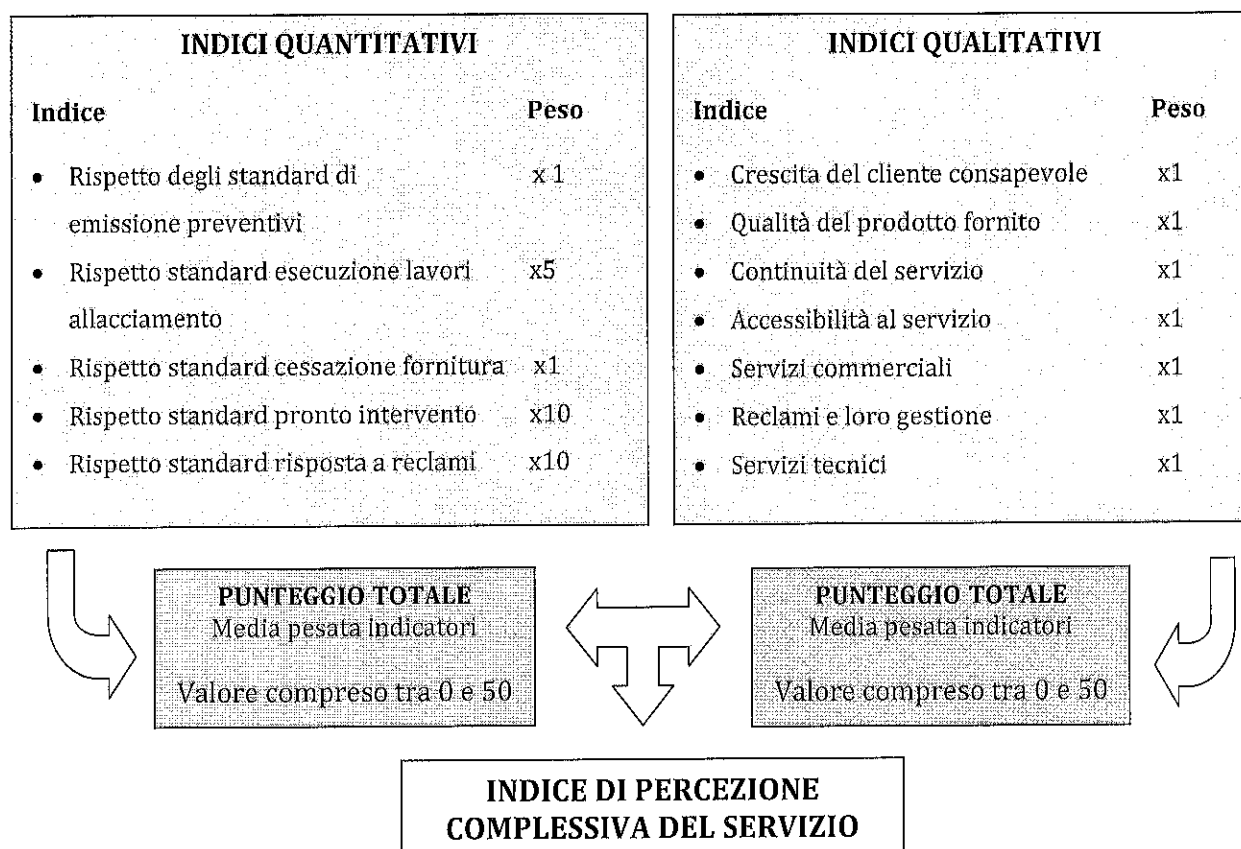 INDICI QUANTITATIVI
Indice Peso
• Rispetto degli standard di x 1
emissione preventivi
• Rispetto standard esecuzione lavori x5
allacciamento
• Rispetto standard cessazione fornitura x1
• Rispetto standard pronto intervento x10
• Rispetto standard risposta a reclami x10
INDICI QUALITATIVI
Indice Peso
• Crescita del cliente consapevole x1
• Qualità del prodotto fornito x1
• Continuità del servizio x1
• Accessibilità al servizio x1
• Servizi commerciali x1
• Reclami e loro gestione x1
• Servizi tecnici x1
PUNTEGGIO TOTALE
Media pesata indicatori
Valore compreso tra 0 e 50
PUNTEGGIO TOTALE
Media pesata indicatori
Valore compreso tra 0 e 50
INDICE DI PERCEZIONE
COMPLESSIVA DEL SERVIZIO